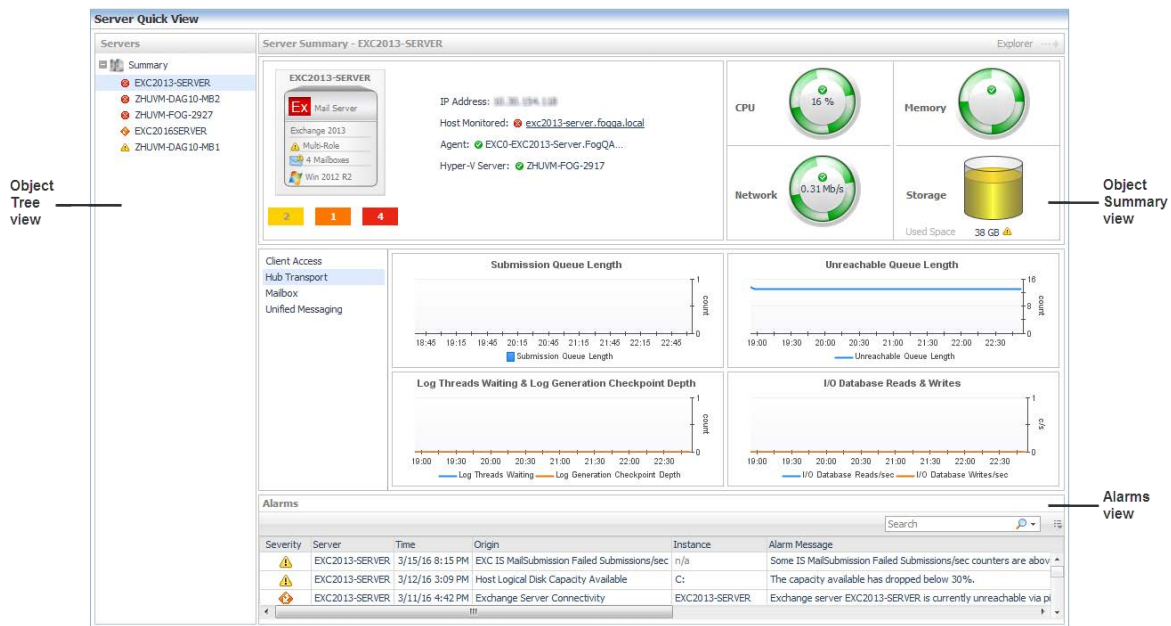 Server Quick View
Servers
Summary
EXC2013-SERVER
ZHUVM-DAG10-MB2
ZHUVM-FOG-2927
EXC2016SERVER
ZHUVM-DAG10-MB1
Object
Tree
view
Server Summary - EXC2013-SERVER
Explorer
EXC2013-SERVER
Ex Mail Server
Exchange 2013
Multi-Role
4 Mailboxes
Win 2012 R2
2 1 4
IP Address:
Host Monitored: exc2013-server.fogqa.local
Agent: EXC0-EXC2013-Server.FogQA...
Hyper-V Server: ZHUVM-FOG-2917
CPU
16 %
Memory
Network
0.31 Mb/s
Storage
Used Space 38 GB
Object
Summary
view
Client Access
Hub Transport
Mailbox
Unified Messaging
Submission Queue Length
1
count
0
18:45 19:15 19:45 20:15 20:45 21:15 21:45 22:15 22:45
Submission Queue Length
Unreachable Queue Length
16
8
count
0
19:00 19:30 20:00 20:30 21:00 21:30 22:00 22:30
Unreachable Queue Length
Log Threads Waiting & Log Generation Checkpoint Depth
1
count
0
19:00 19:30 20:00 20:30 21:00 21:30 22:00 22:30
Log Threads Waiting Log Generation Checkpoint Depth
I/O Database Reads & Writes
1
c/s
0
19:00 19:30 20:00 20:30 21:00 21:30 22:00 22:30
I/O Database Reads/sec I/O Database Writes/sec
Alarms
Alarms
view
Search
Severity Server Time Origin Instance Alarm Message
EXC2013-SERVER 3/15/16 8:15 PM EXC IS MailSubmission Failed Submissions/sec n/a Some IS MailSubmission Failed Submissions/sec counters are abov
EXC2013-SERVER 3/12/16 3:09 PM Host Logical Disk Capacity Available C: The capacity available has dropped below 30%.
EXC2013-SERVER 3/11/16 4:42 PM Exchange Server Connectivity EXC2013-SERVER Exchange server EXC2013-SERVER is currently unreachable via pi